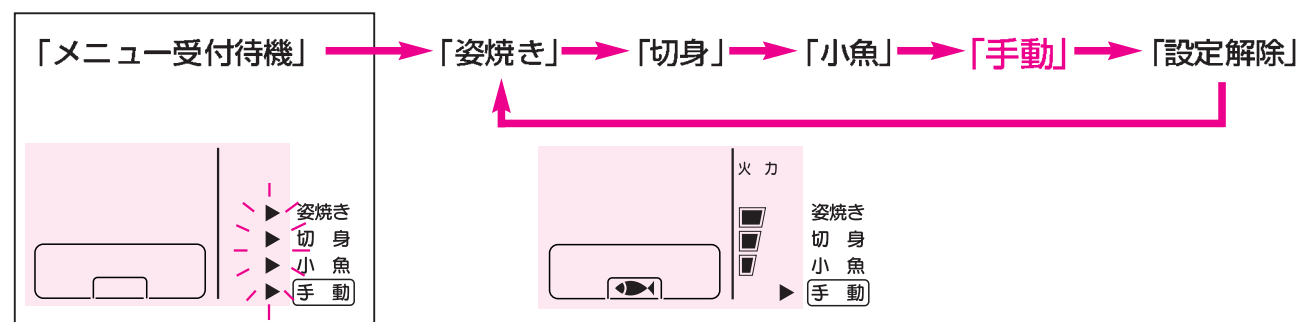 「メニュー受付待機」 「姿焼き」 「切身」 「小魚」 「手動」 「設定解除」
姿焼き
切 身
小 魚
手 動
火 力
姿焼き
切 身
小 魚
手 動